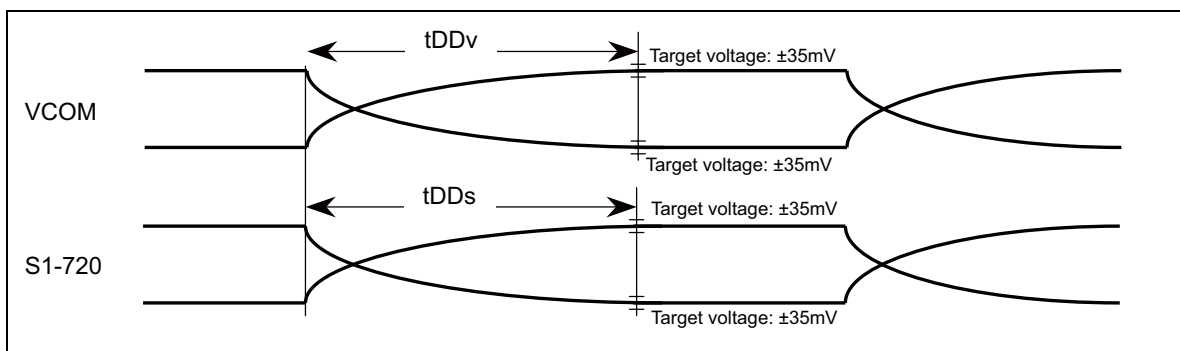 tDDv
Target voltage: ±35mV
VCOM
Target voltage: ±35mV
tDDs
Target voltage: ±35mV
S1-720
Target voltage: ±35mV